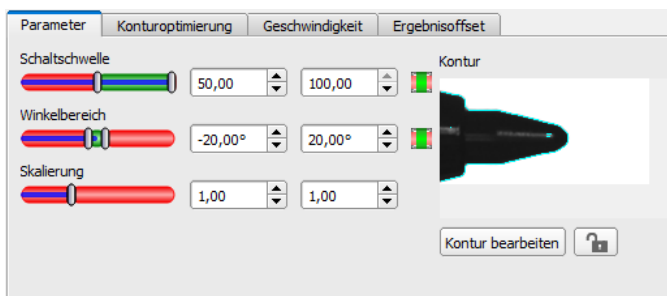 Parameter Konturoptimierung Geschwindigkeit Ergebnisoffset
Schaltschwelle
50,00 100,00
Kontur
Winkelbereich
-20,00° 20,00°
Skalierung
1,00 1,00
Kontur bearbeiten